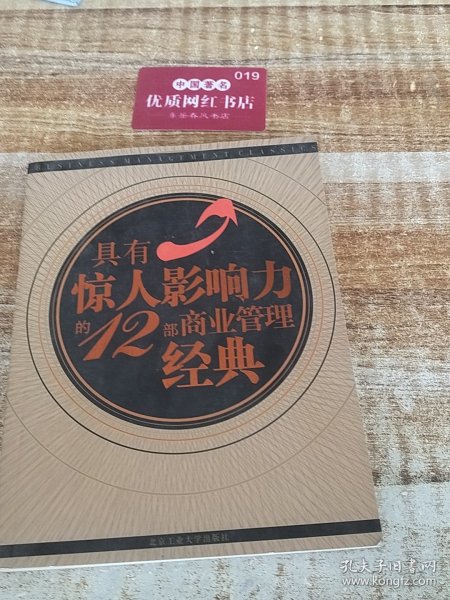 019
中国著名
优质网红书店
BUSINESS MANAGEMENT CLASSICS
具有
惊人影响力
的12部商业管理
经典
北京工业大学出版社
孔夫子旧书网
www.kongfz.com